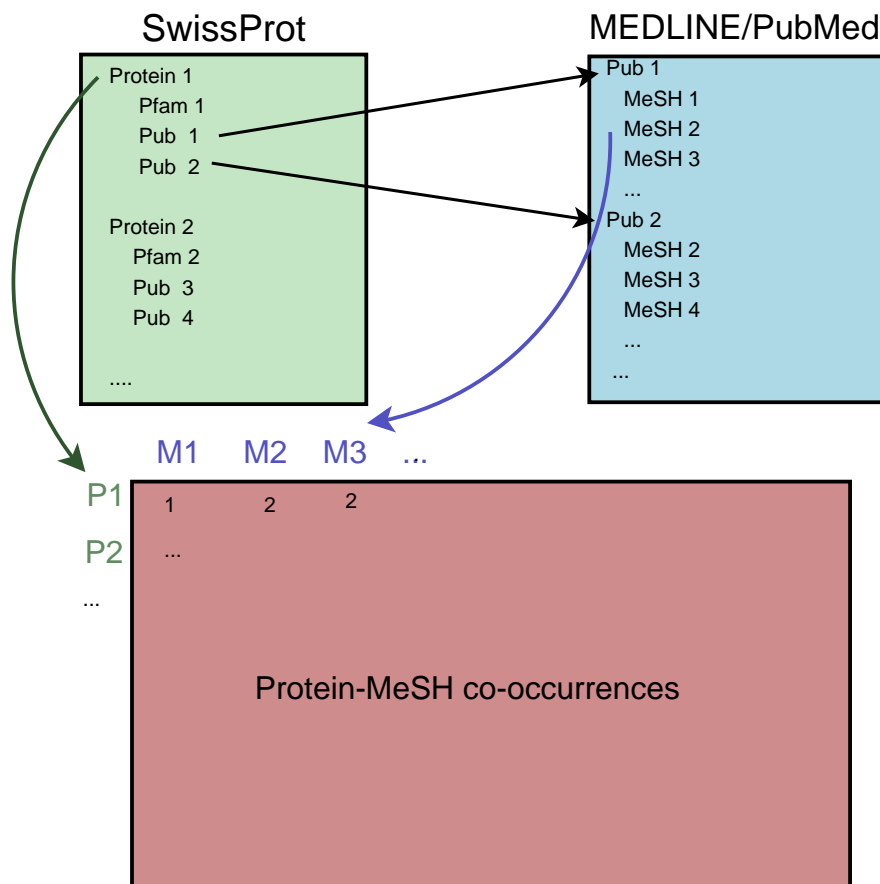 SwissProt
Protein 1
Pfam 1
Pub 1
Pub 2
Protein 2
Pfam 2
Pub 3
Pub 4
....
MEDLINE/PubMed
Pub 1
MeSH 1
MeSH 2
MeSH 3
...
Pub 2
MeSH 2
MeSH 3
MeSH 4
...
...
M1 M2 M3 ...
P1 1 2 2
P2 ...
...
Protein-MeSH co-occurrences